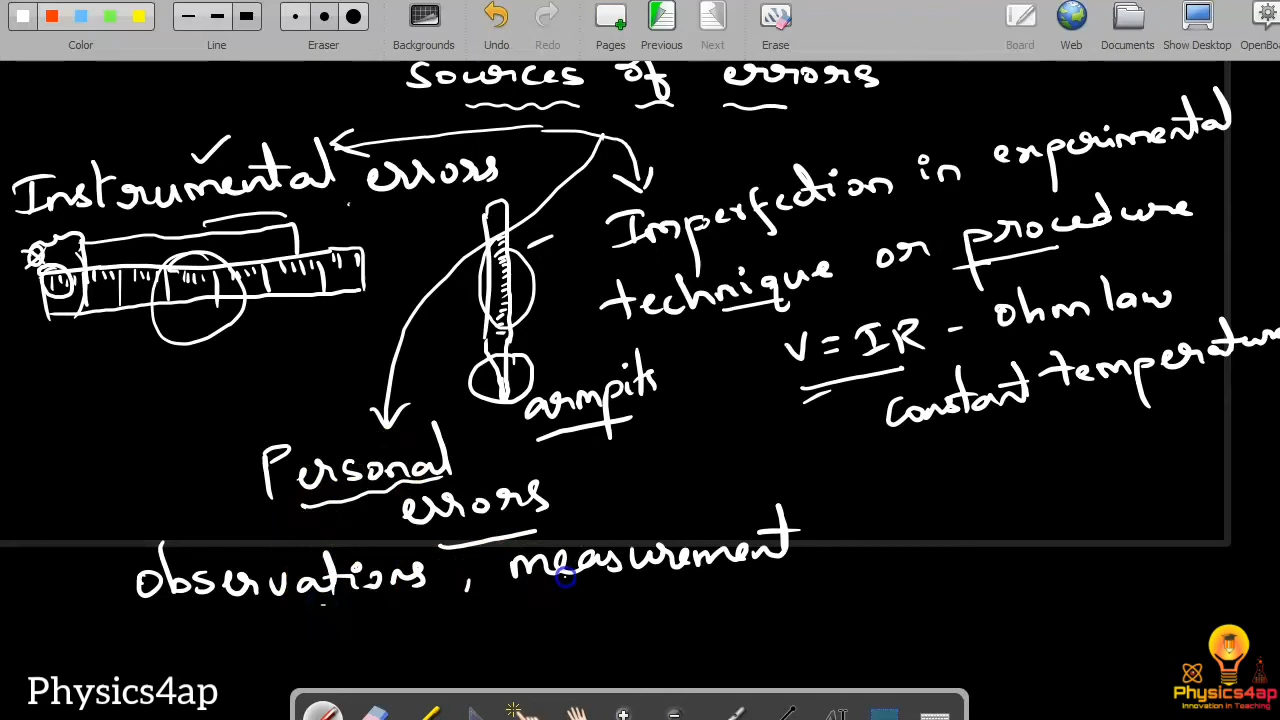 Color
Line
Eraser
Backgrounds
Undo
Redo
Pages
Previous
Next
Erase
Board
Web
Documents
Show Desktop
OpenBo
Sources of errors
Instrumental errors
Imperfection in experimental
technique or procedure
V = IR - ohm law
constant temperature
armpit
Personal
errors
observations, measurement
Physics4ap
Physics4ap
Innovation in Teaching